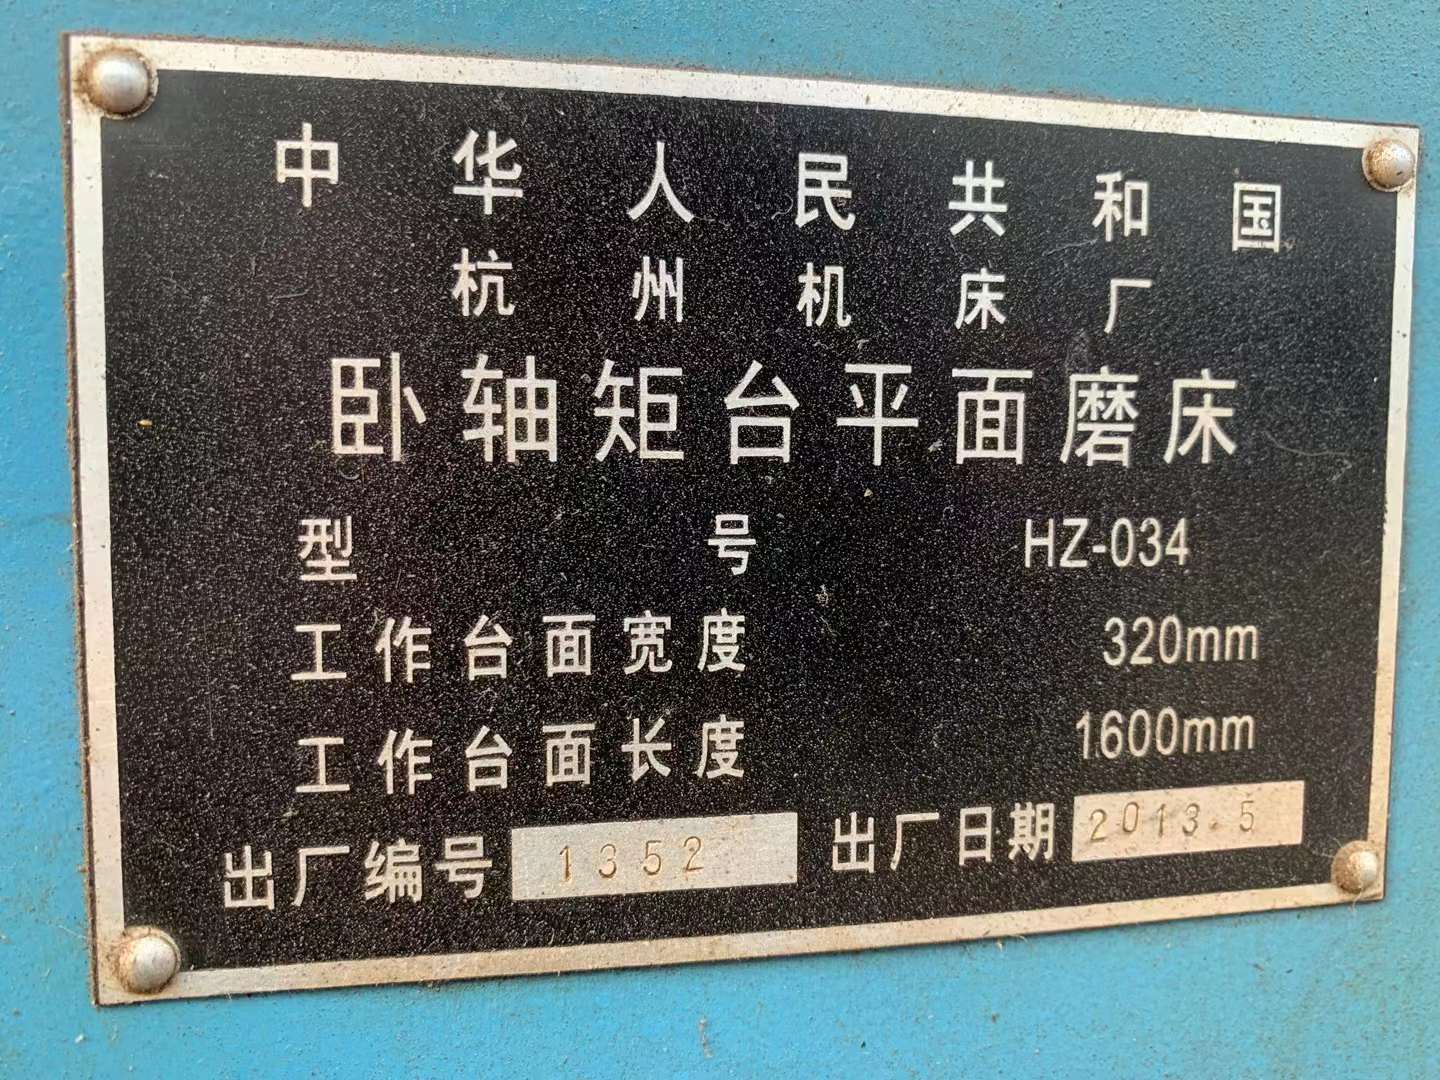 中华人民共和国
杭州机床厂
卧轴矩台平面磨床
型号 HZ-034
工作台面宽度 320mm
工作台面长度 1600mm
出厂编号 1352 出厂日期 2013.5